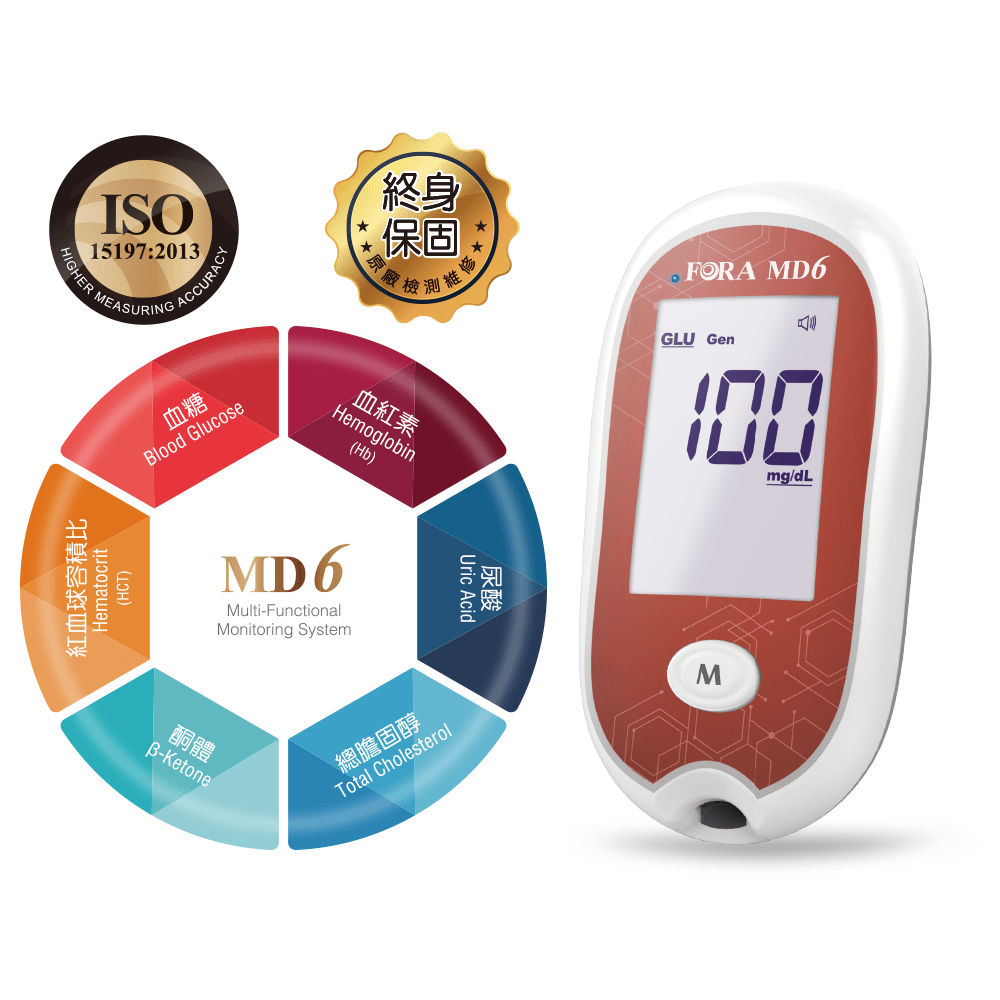 ISO
15197:2013
HIGHER MEASURING ACCURACY
終身
保固
★ ★ 原廠檢測維修 ★ ★
血糖
Blood Glucose
血紅素
Hemoglobin
(Hb)
尿酸
Uric Acid
總膽固醇
Total Cholesterol
酮體
β-Ketone
紅血球容積比
Hematocrit
(HCT)
MD6
Multi-Functional
Monitoring System
FORA MD6
GLU Gen
100
mg/dL
M